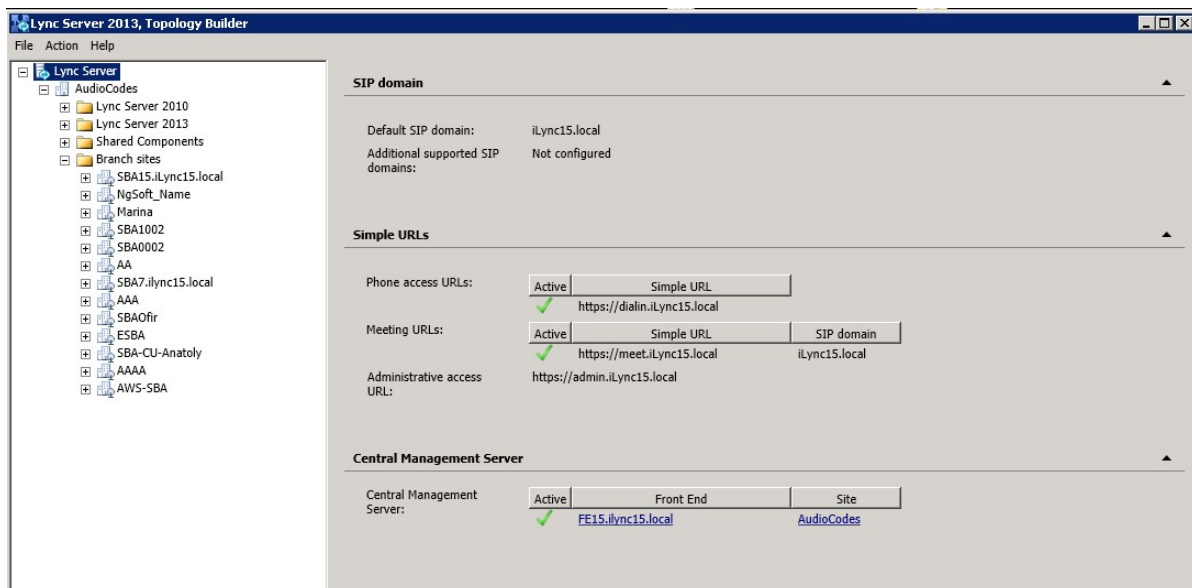 Lync Server 2013, Topology Builder
File Action Help
Lync Server
AudioCodes
Lync Server 2010
Lync Server 2013
Shared Components
Branch sites
SBA15.iLync15.local
NgSoft_Name
Marina
SBA1002
SBA0002
AA
SBA7.ilync15.local
AAA
SBAOfir
ESBA
SBA-CU-Anatoly
AAAA
AWS-SBA
SIP domain
Default SIP domain: iLync15.local
Additional supported SIP Not configured
domains:
Simple URLs
Phone access URLs: Active Simple URL
https://dialin.iLync15.local
Meeting URLs: Active Simple URL SIP domain
https://meet.iLync15.local iLync15.local
Administrative access https://admin.iLync15.local
URL:
Central Management Server
Central Management Active Front End Site
Server:
FE15.ilync15.local AudioCodes